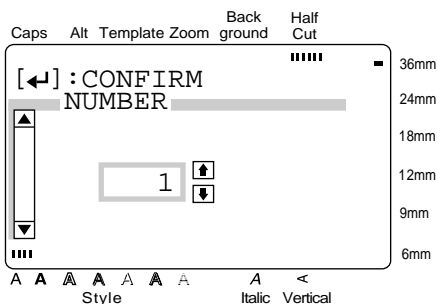 Back Half
Caps Alt Template Zoom ground Cut
[↵]:CONFIRM
NUMBER
1
36mm
24mm
18mm
12mm
9mm
6mm
A A A A A A A A A
Style Italic Vertical